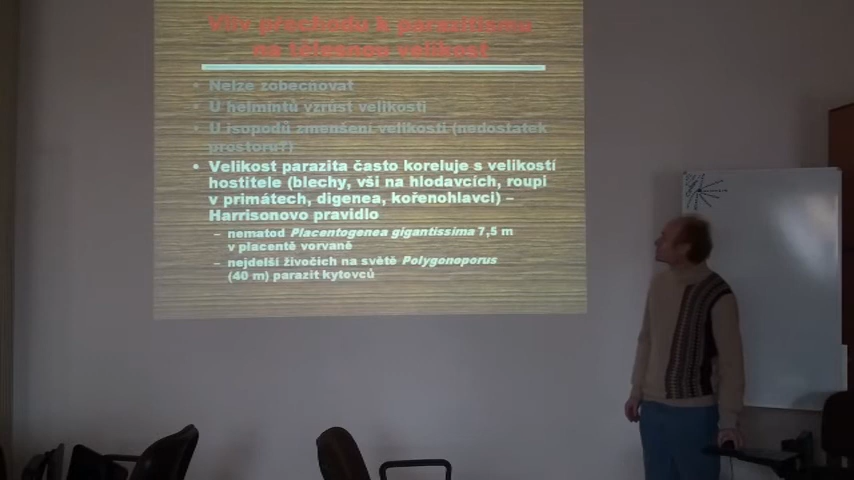 Vliv přechodu k parazitismu
na tělesnou velikost
• Nelze zobecňovat
• U helmintů vzrůst velikosti
• U isopodů zmenšení velikosti (nedostatek
prostoru?)
• Velikost parazita často koreluje s velikostí
hostitele (blechy, vši na hlodavcích, roupi
v primátech, digenea, kořenohlavci) –
Harrisonovo pravidlo
– nematod Placentogenea gigantissima 7,5 m
v placentě vorvaně
– nejdelší živočich na světě Polygonoporus
(40 m) parazit kytovců